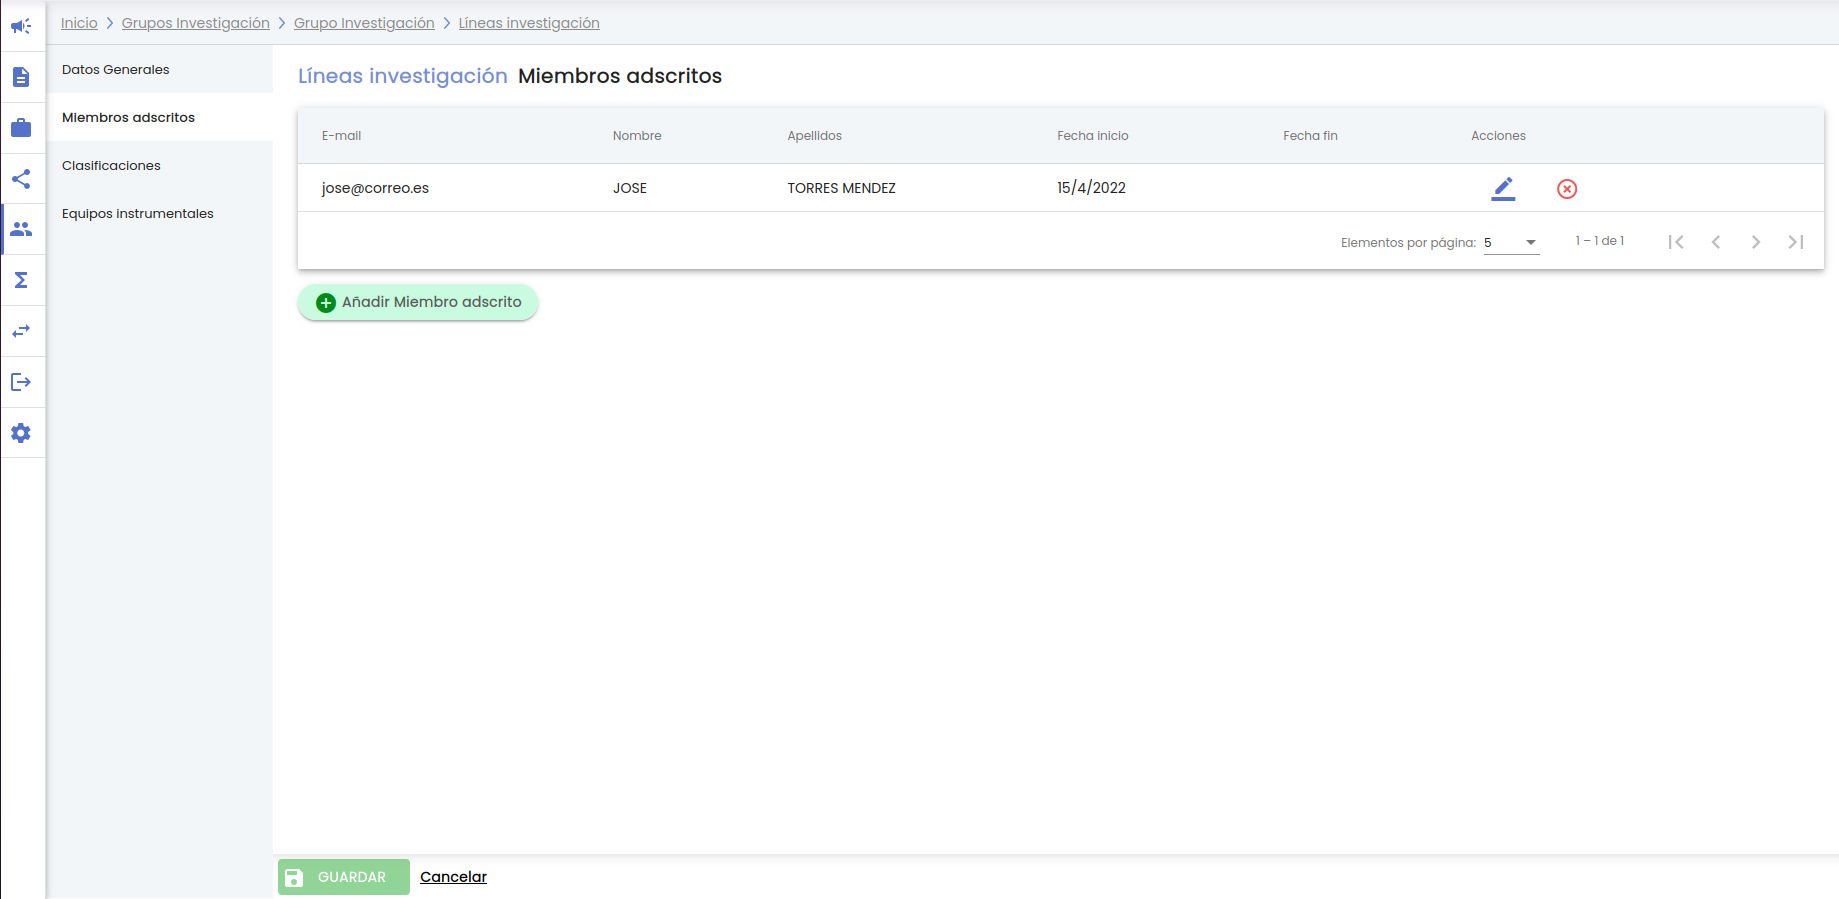 Inicio Grupos Investigación Grupo Investigación Líneas investigación
Datos Generales
Miembros adscritos
Clasificaciones
Equipos instrumentales
Líneas investigación Miembros adscritos
E-mail Nombre Apellidos Fecha inicio Fecha fin Acciones
jose@correo.es JOSE TORRES MENDEZ 15/4/2022
Elementos por página: 5 1 – 1 de 1
Añadir Miembro adscrito
GUARDAR Cancelar